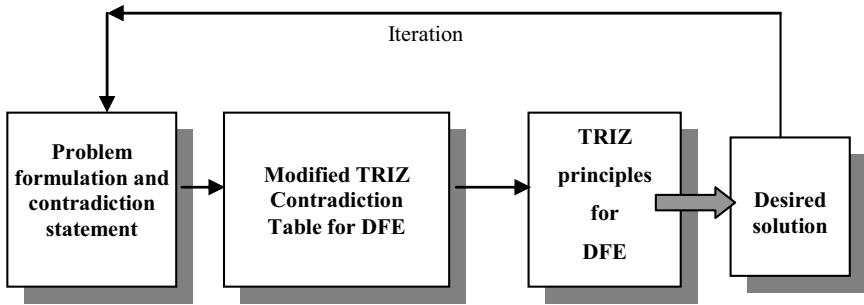 Iteration
Problem
formulation and
contradiction
statement
Modified TRIZ
Contradiction
Table for DFE
TRIZ
principles
for
DFE
Desired
solution